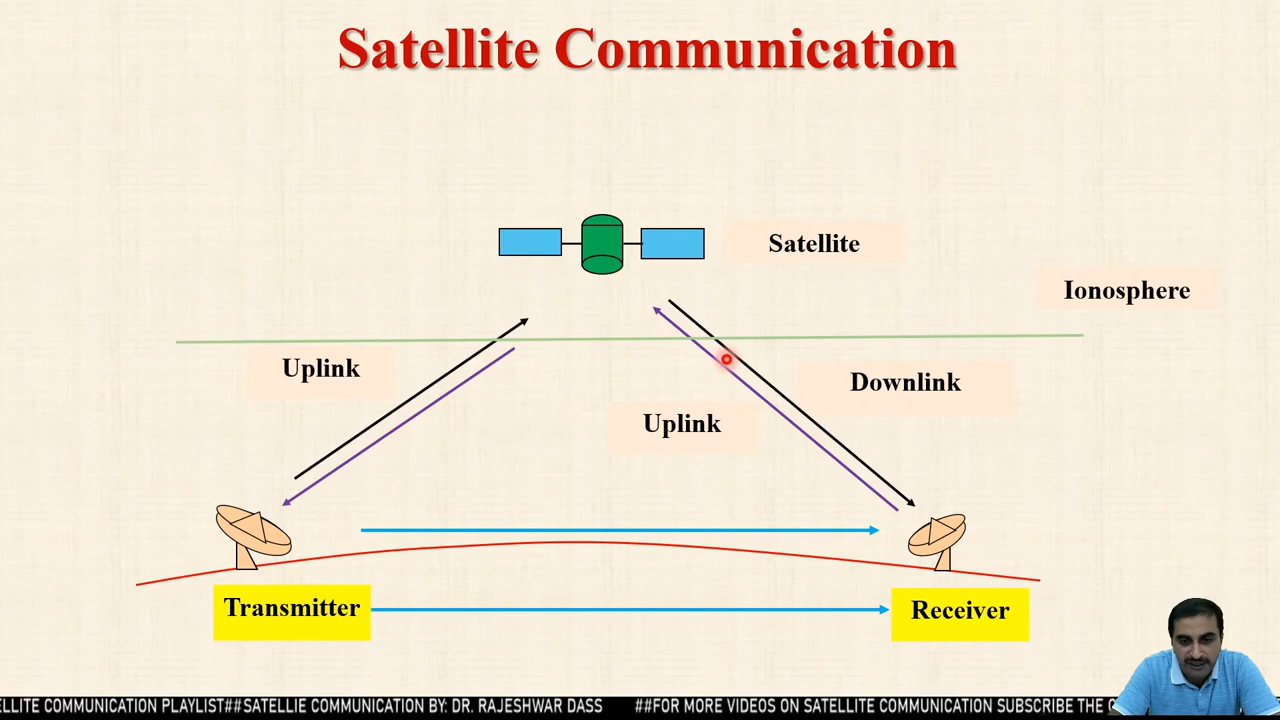 Satellite Communication
Satellite
Ionosphere
Uplink
Downlink
Uplink
Transmitter
Receiver
SATELLITE COMMUNICATION PLAYLIST##SATELLIE COMMUNICATION BY: DR. RAJESHWAR DASS ##FOR MORE VIDEOS ON SATELLITE COMMUNICATION SUBSCRIBE THE